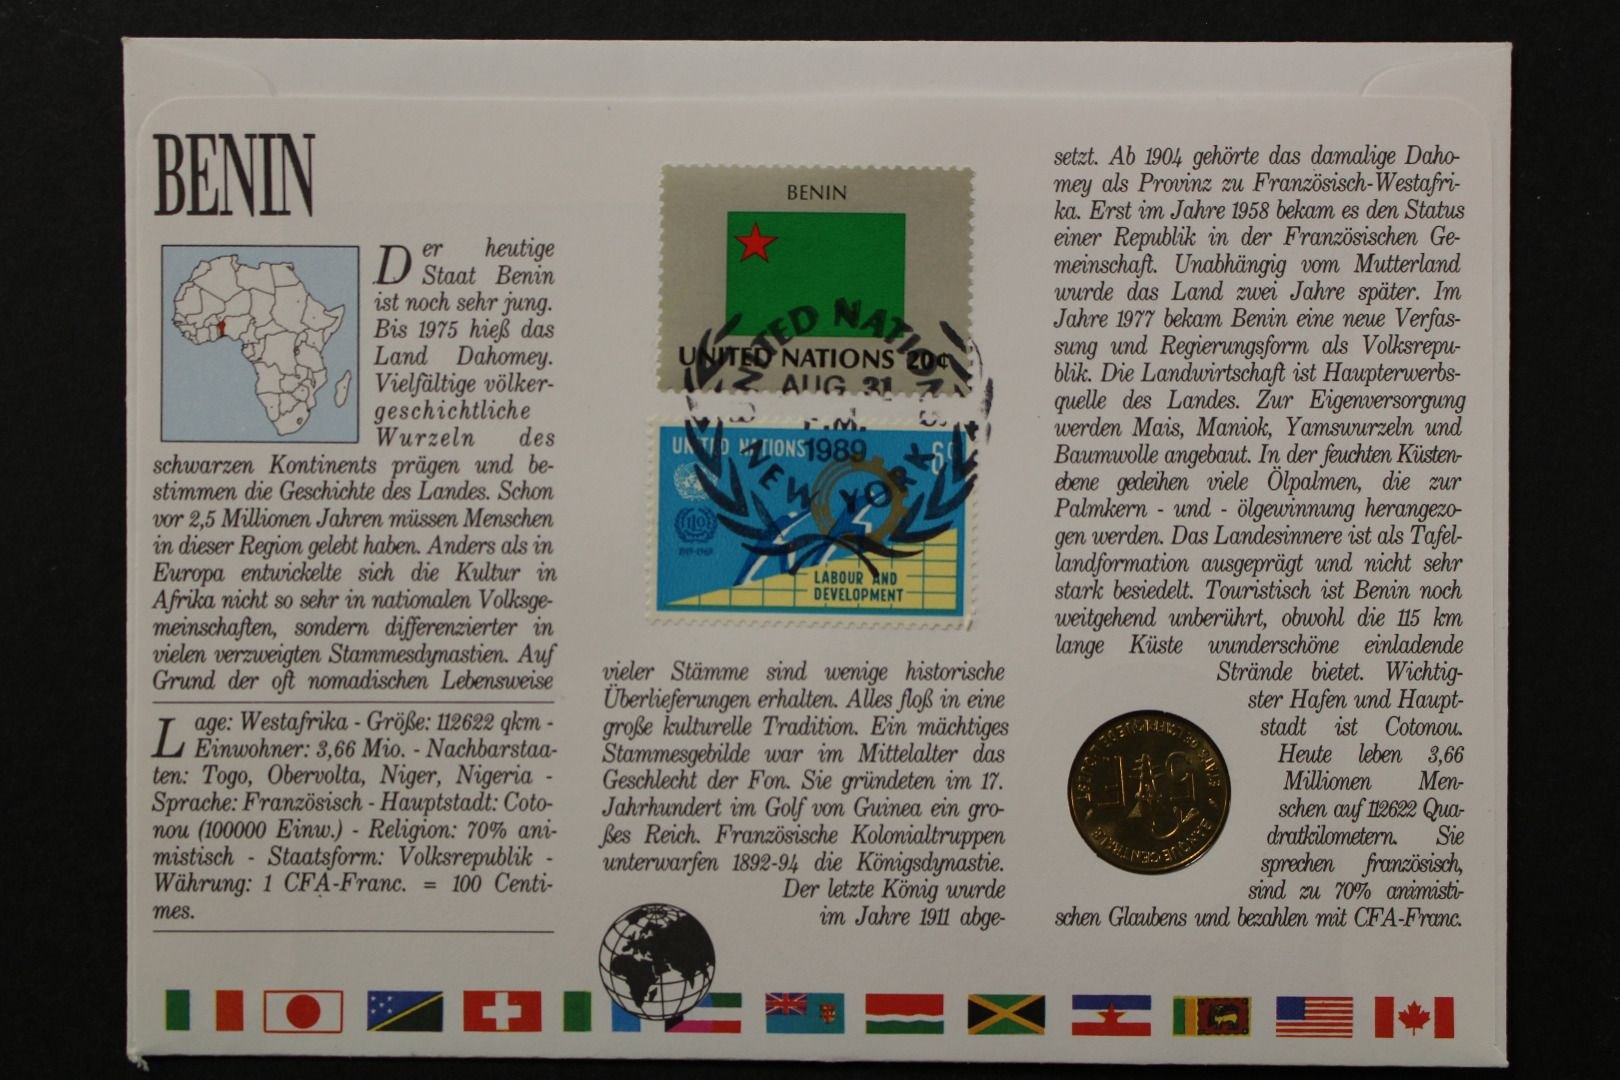 BENIN
Der heutige
Staat Benin
ist noch sehr jung.
Bis 1975 hieß das
Land Dahomey.
Vielfältige völker-
geschichtliche
Wurzeln des
schwarzen Kontinents prägen und be-
stimmen die Geschichte des Landes. Schon
vor 2,5 Millionen Jahren müssen Menschen
in dieser Region gelebt haben. Anders als in
Europa entwickelte sich die Kultur in
Afrika nicht so sehr in nationalen Volksge-
meinschaften, sondern differenzierter in
vielen verzweigten Stammesdynastien. Auf
Grund der oft nomadischen Lebensweise
Lage: Westafrika - Größe: 112622 qkm -
Einwohner: 3,66 Mio. - Nachbarstaa-
ten: Togo, Obervolta, Niger, Nigeria -
Sprache: Französisch - Hauptstadt: Coto-
nou (100000 Einw.) - Religion: 70% ani-
mistisch - Staatsform: Volksrepublik -
Währung: 1 CFA-Franc. = 100 Centi-
mes.
BENIN
UNITED NATIONS 20¢
UNITED NATIONS
AUG 31
P.M.
1989
NEW YORK
UNITED NATIONS 6¢
ILO
1919-1969
LABOUR AND
DEVELOPMENT
vieler Stämme sind wenige historische
Überlieferungen erhalten. Alles floß in eine
große kulturelle Tradition. Ein mächtiges
Stammesgebilde war im Mittelalter das
Geschlecht der Fon. Sie gründeten im 17.
Jahrhundert im Golf von Guinea ein gro-
ßes Reich. Französische Kolonialtruppen
unterwarfen 1892-94 die Königsdynastie.
Der letzte König wurde
im Jahre 1911 abge-
setzt. Ab 1904 gehörte das damalige Daho-
mey als Provinz zu Französisch-Westafri-
ka. Erst im Jahre 1958 bekam es den Status
einer Republik in der Französischen Ge-
meinschaft. Unabhängig vom Mutterland
wurde das Land zwei Jahre später. Im
Jahre 1977 bekam Benin eine neue Verfas-
sung und Regierungsform als Volksrepu-
blik. Die Landwirtschaft ist Haupterwerbs-
quelle des Landes. Zur Eigenversorgung
werden Mais, Maniok, Yamswurzeln und
Baumwolle angebaut. In der feuchten Küsten-
ebene gedeihen viele Ölpalmen, die zur
Palmkern - und - ölgewinnung herangezo-
gen werden. Das Landesinnere ist als Tafel-
landformation ausgeprägt und nicht sehr
stark besiedelt. Touristisch ist Benin noch
weitgehend unberührt, obwohl die 115 km
lange Küste wunderschöne einladende
Strände bietet. Wichtig-
ster Hafen und Haupt-
stadt ist Cotonou.
Heute leben 3,66
Millionen Men-
schen auf 112622 Qua-
dratkilometern. Sie
sprechen französisch,
sind zu 70% animisti-
schen Glaubens und bezahlen mit CFA-Franc.
BANQUE CENTRALE
ETATS DE L'AFRIQUE DE L'OUEST